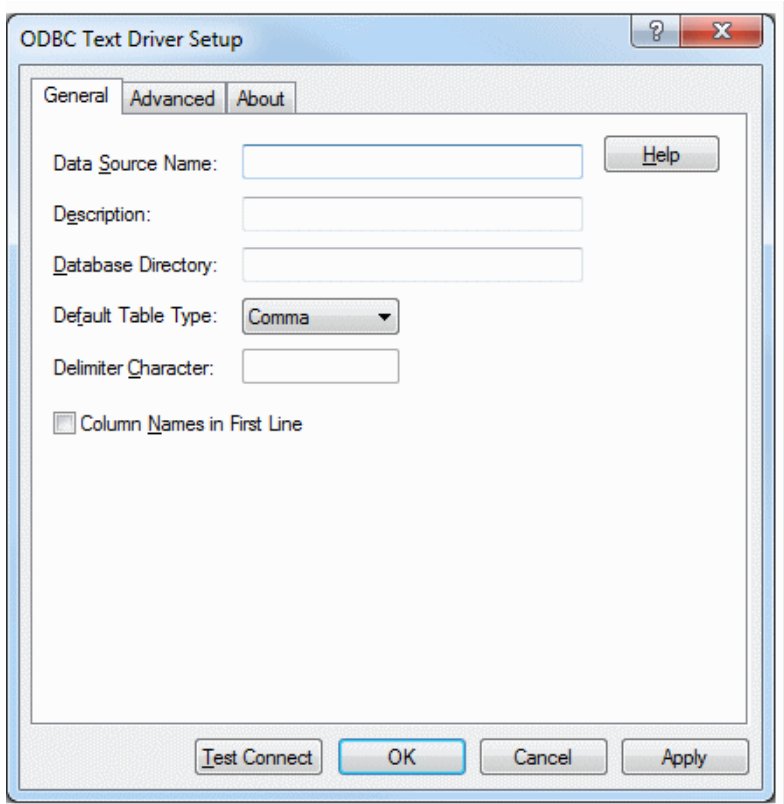 ODBC Text Driver Setup
General Advanced About
Data Source Name: Help
Description:
Database Directory:
Default Table Type: Comma
Delimiter Character:
Column Names in First Line
Test Connect OK Cancel Apply